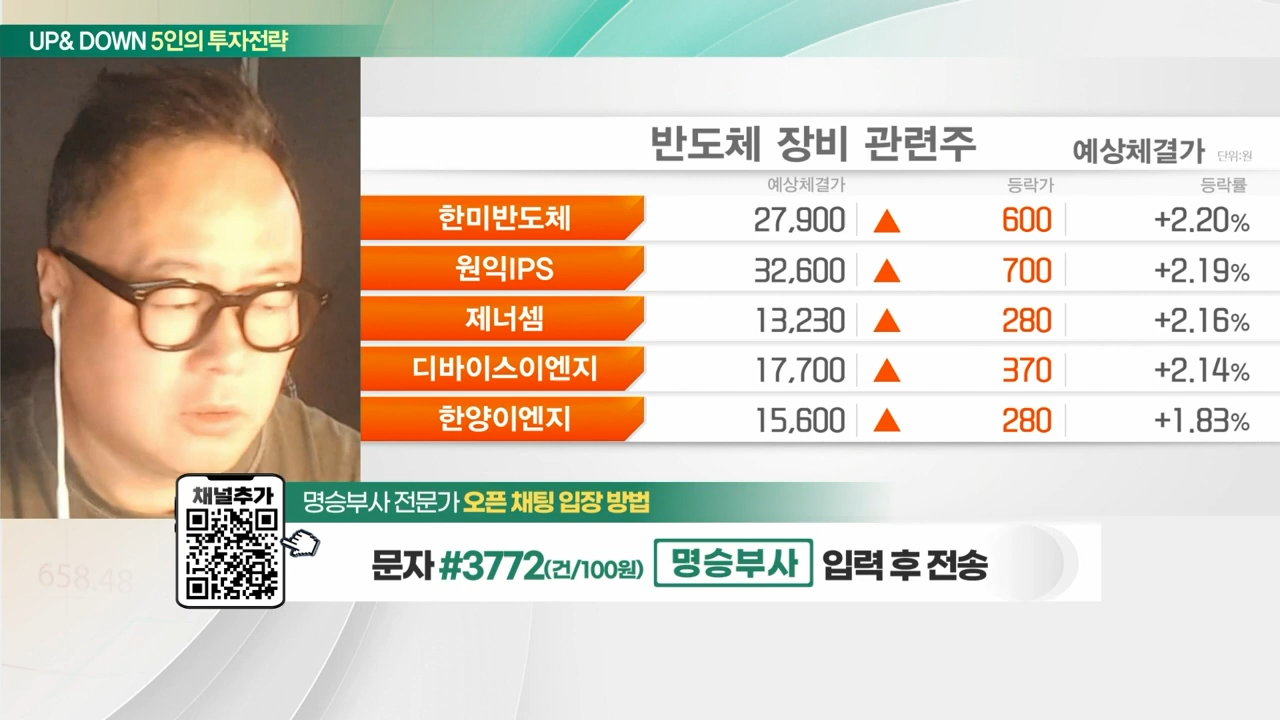 UP& DOWN 5인의 투자전략
반도체 장비 관련주 예상체결가 단위:원
예상체결가 등락가 등락률
한미반도체 27,900 ▲ 600 +2.20%
원익IPS 32,600 ▲ 700 +2.19%
제너셈 13,230 ▲ 280 +2.16%
디바이스이엔지 17,700 ▲ 370 +2.14%
한양이엔지 15,600 ▲ 280 +1.83%
채널추가
명승부사 전문가 오픈 채팅 입장 방법
문자 #3772(건/100원) 명승부사 입력 후 전송
658.48